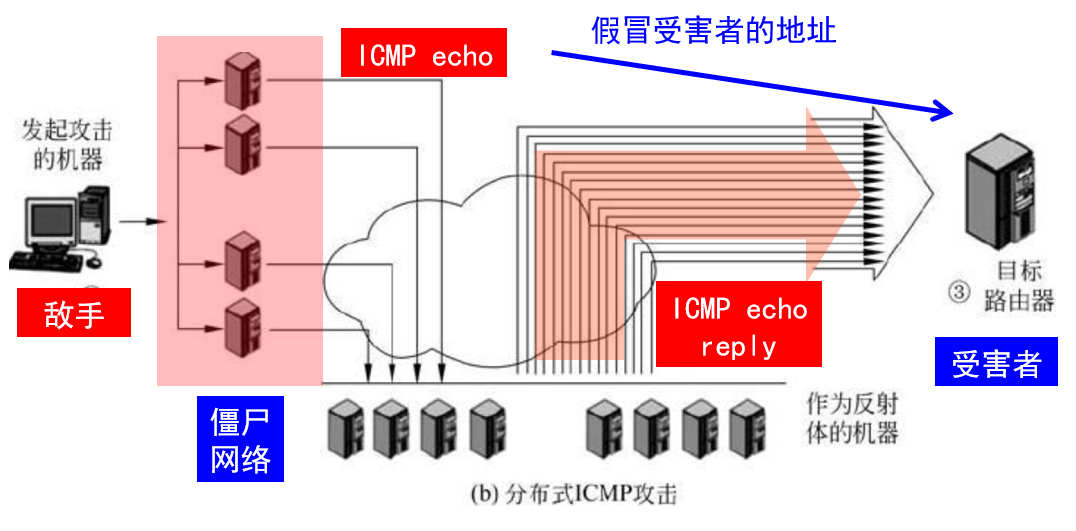 假冒受害者的地址
ICMP echo
发起攻击
的机器
敌手
ICMP echo
reply
③
目标
路由器
受害者
僵尸
网络
作为反射
体的机器
(b) 分布式ICMP攻击